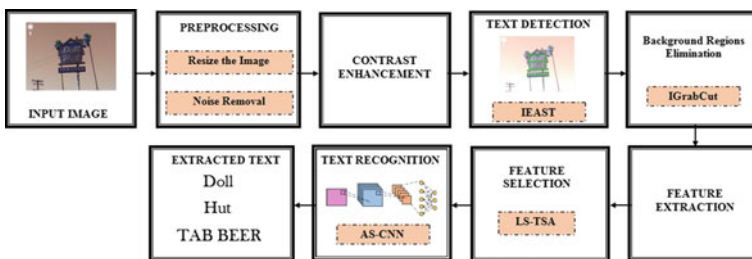 INPUT IMAGE
PREPROCESSING
Resize the Image
Noise Removal
CONTRAST
ENHANCEMENT
TEXT DETECTION
IEAST
Background Regions
Elimination
IGrabCut
FEATURE
EXTRACTION
FEATURE
SELECTION
LS-TSA
TEXT RECOGNITION
AS-CNN
EXTRACTED TEXT
Doll
Hut
TAB BEER